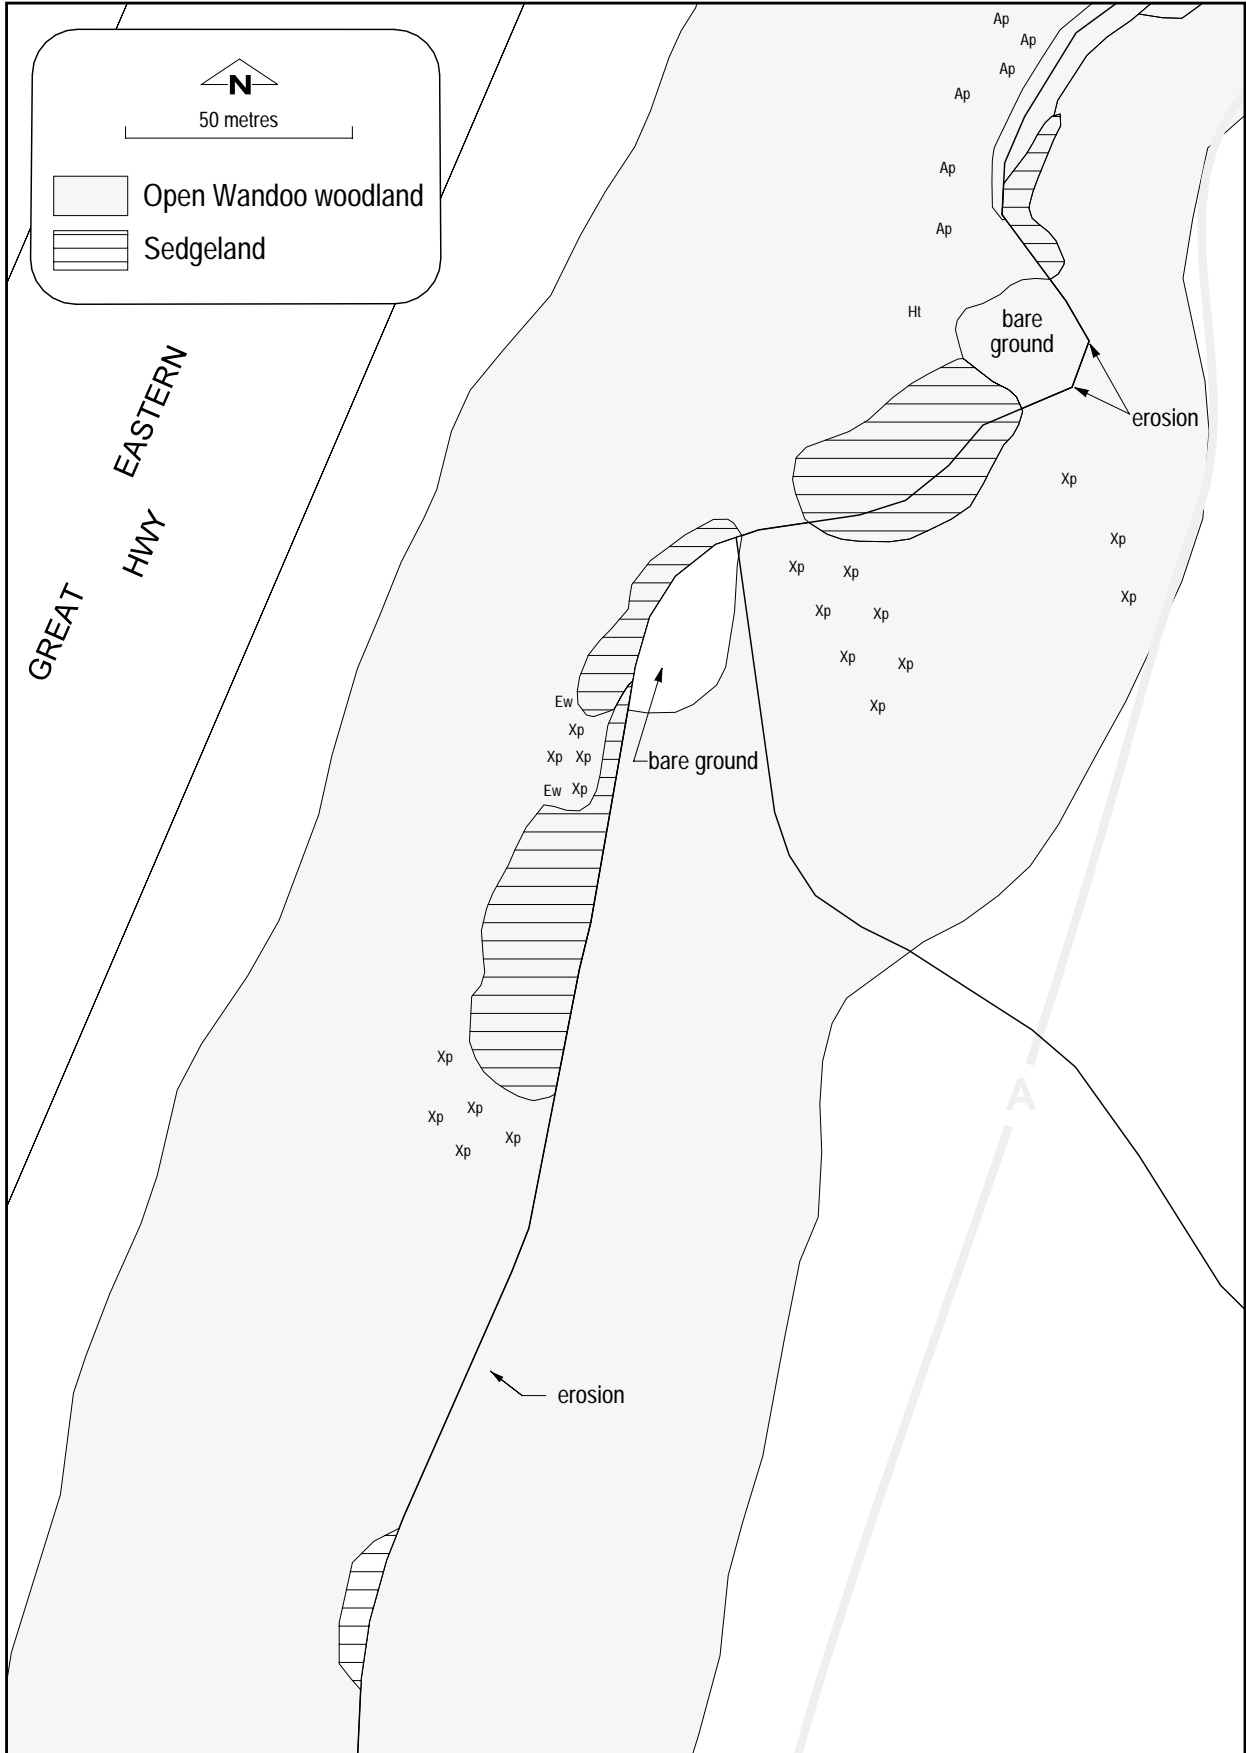 N
50 metres
Open Wandoo woodland
Sedgeland
GREAT EASTERN
HWY
Ap
Ap
Ap
Ap
Ap
Ap
Ht
bare
ground
erosion
Xp
Xp
Xp
Xp
Xp
Xp
Xp
Xp
Xp
Xp
Ew
Xp
Xp Xp
Ew Xp
bare ground
Xp
Xp
Xp
Xp
Xp
A
erosion